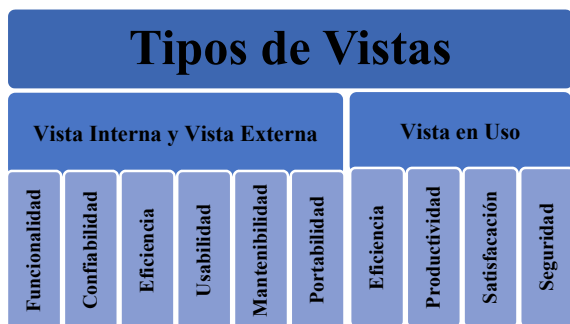 Tipos de Vistas
Vista Interna y Vista Externa
Vista en Uso
Funcionalidad
Confiabilidad
Eficiencia
Usabilidad
Mantenibilidad
Portabilidad
Eficiencia
Productividad
Satisfacación
Seguridad